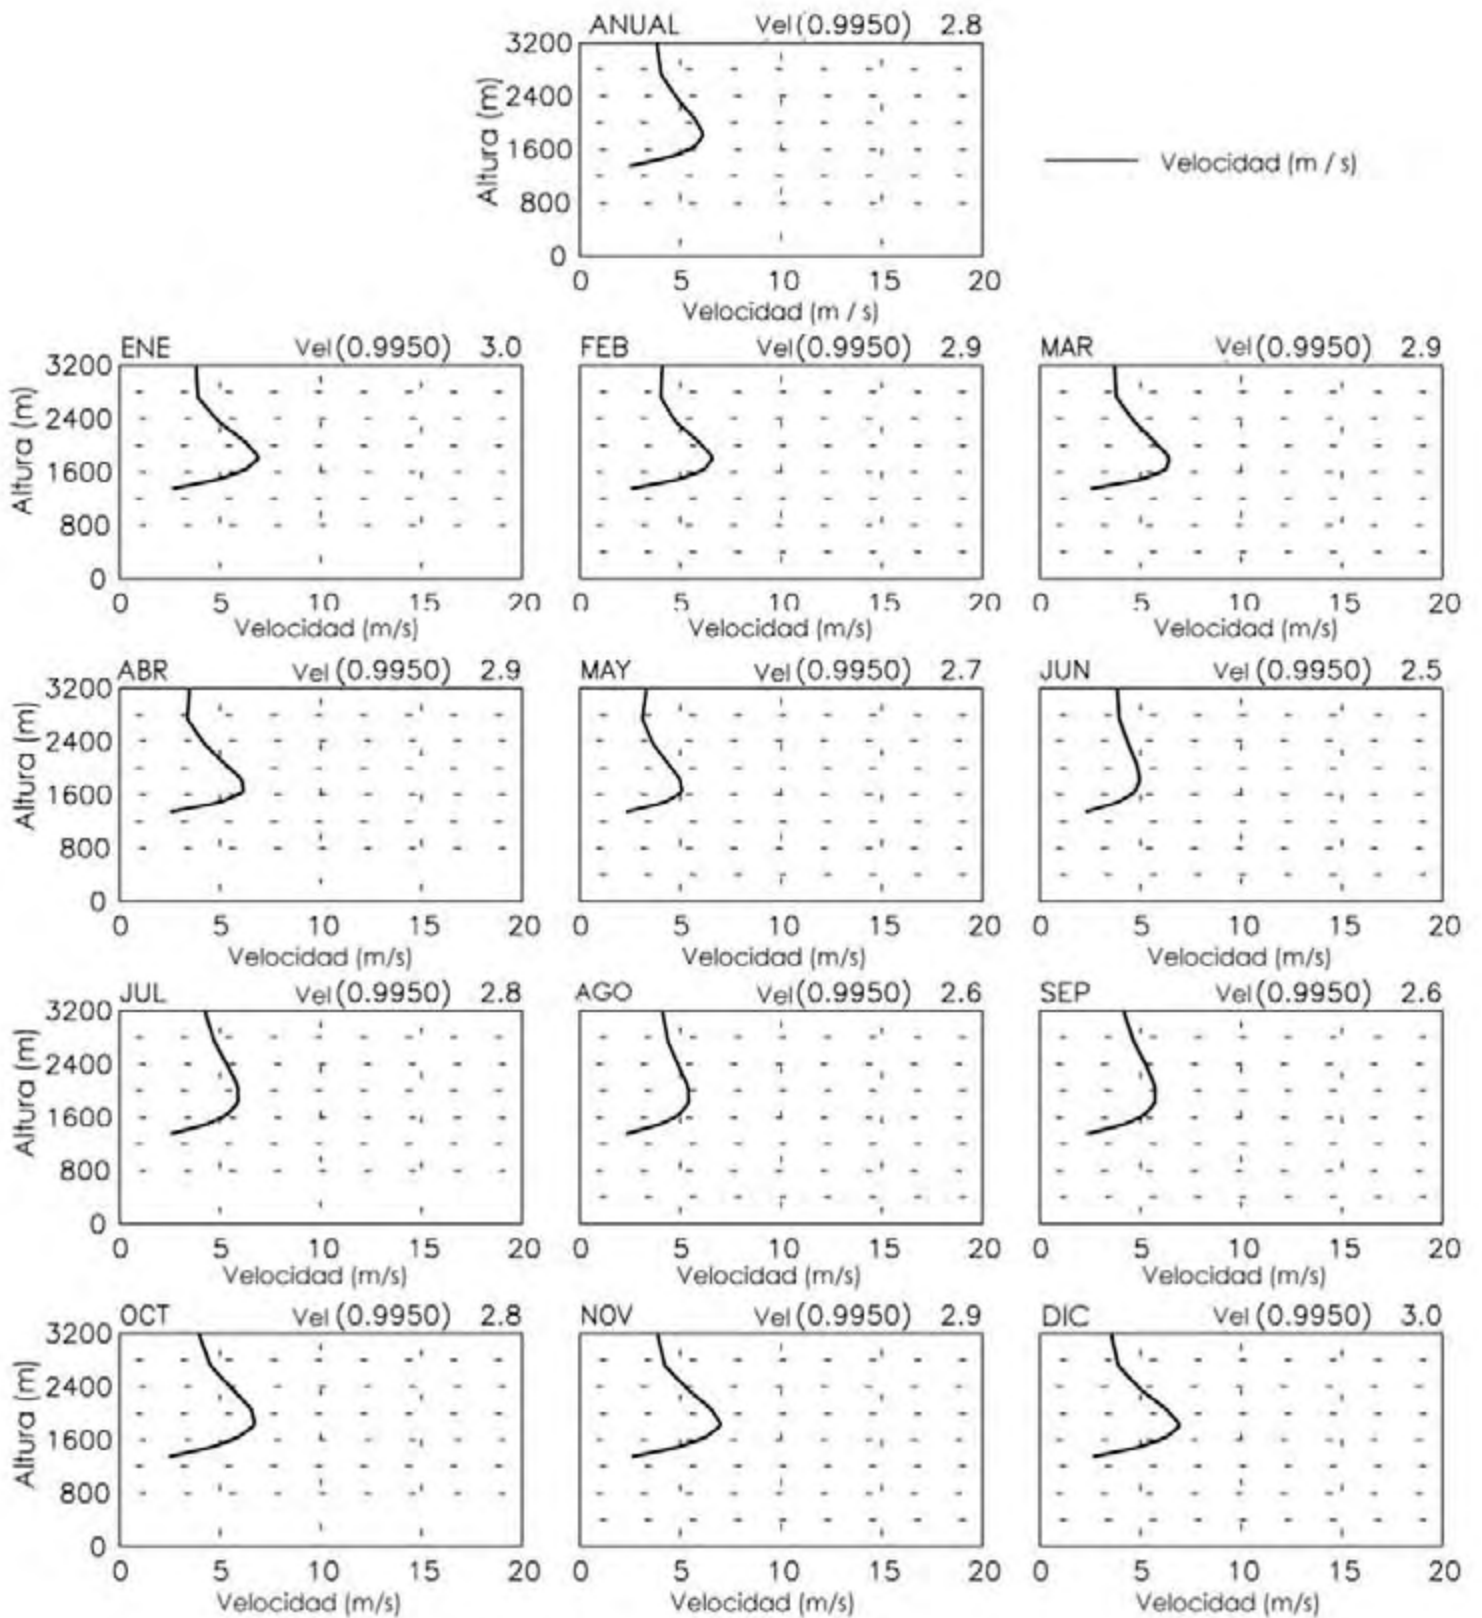 ANUAL Vel(0.9950) 2.8
3200
2400
1600
800
0
Altura (m)
0 5 10 15 20
Velocidad (m / s)
Velocidad (m / s)
ENE Vel(0.9950) 3.0
3200
2400
1600
800
0
Altura (m)
0 5 10 15 20
Velocidad (m/s)
FEB Vel(0.9950) 2.9
0 5 10 15 20
Velocidad (m/s)
MAR Vel(0.9950) 2.9
0 5 10 15 20
Velocidad (m/s)
ABR Vel(0.9950) 2.9
3200
2400
1600
800
0
Altura (m)
0 5 10 15 20
Velocidad (m/s)
MAY Vel(0.9950) 2.7
0 5 10 15 20
Velocidad (m/s)
JUN Vel(0.9950) 2.5
0 5 10 15 20
Velocidad (m/s)
JUL Vel(0.9950) 2.8
3200
2400
1600
800
0
Altura (m)
0 5 10 15 20
Velocidad (m/s)
AGO Vel(0.9950) 2.6
0 5 10 15 20
Velocidad (m/s)
SEP Vel(0.9950) 2.6
0 5 10 15 20
Velocidad (m/s)
OCT Vel(0.9950) 2.8
3200
2400
1600
800
0
Altura (m)
0 5 10 15 20
Velocidad (m/s)
NOV Vel(0.9950) 2.9
0 5 10 15 20
Velocidad (m/s)
DIC Vel(0.9950) 3.0
0 5 10 15 20
Velocidad (m/s)